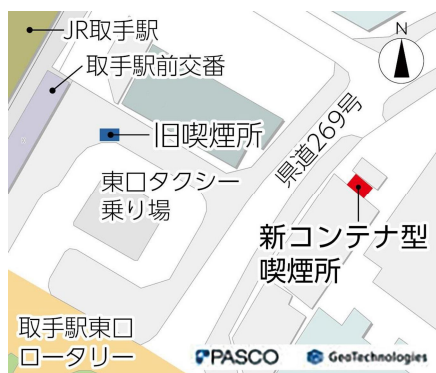 JR取手駅
取手駅前交番
N
旧喫煙所
県道269号
東口タクシー
乗り場
新コンテナ型
喫煙所
取手駅東口
ロータリー
PASCO
GeoTechnologies